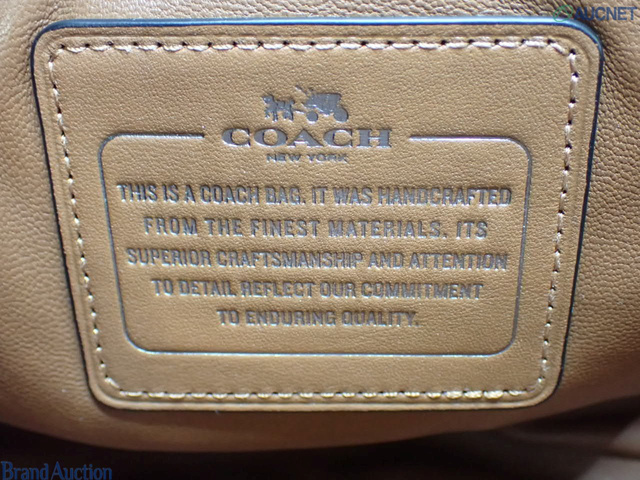 AUCNET
COACH
NEW YORK
THIS IS A COACH BAG. IT WAS HANDCRAFTED
FROM THE FINEST MATERIALS. ITS
SUPERIOR CRAFTSMANSHIP AND ATTENTION
TO DETAIL REFLECT OUR COMMITMENT
TO ENDURING QUALITY.
Brand Auction